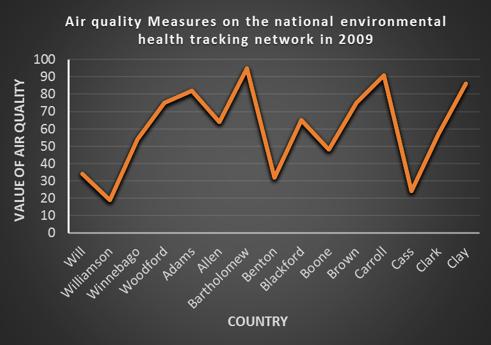 Air quality Measures on the national environmental
health tracking network in 2009
VALUE OF AIR QUALITY
100
90
80
70
60
50
40
30
20
10
0
Will
Williamson
Winnebago
Woodford
Adams
Allen
Bartholomew
Benton
Blackford
Boone
Brown
Carroll
Cass
Clark
Clay
COUNTRY